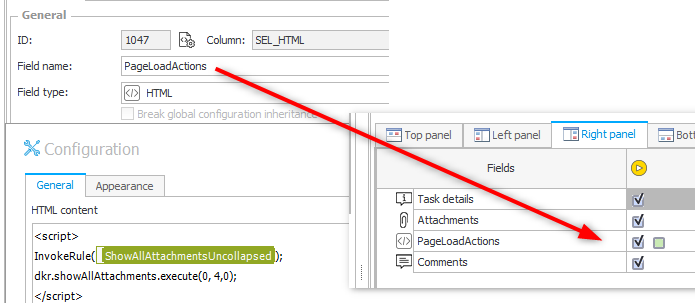 General
ID:
1047
Column:
SEL_HTML
Field name:
PageLoadActions
Field type:
HTML
Break global configuration inheritance
Configuration
General
Appearance
HTML content
<script>
InvokeRule( ShowAllAttachmentsUncollapsed );
dkr.showAllAttachments.execute(0, 4,0);
</script>
Top panel
Left panel
Right panel
Bott
Fields
Task details
Attachments
PageLoadActions
Comments